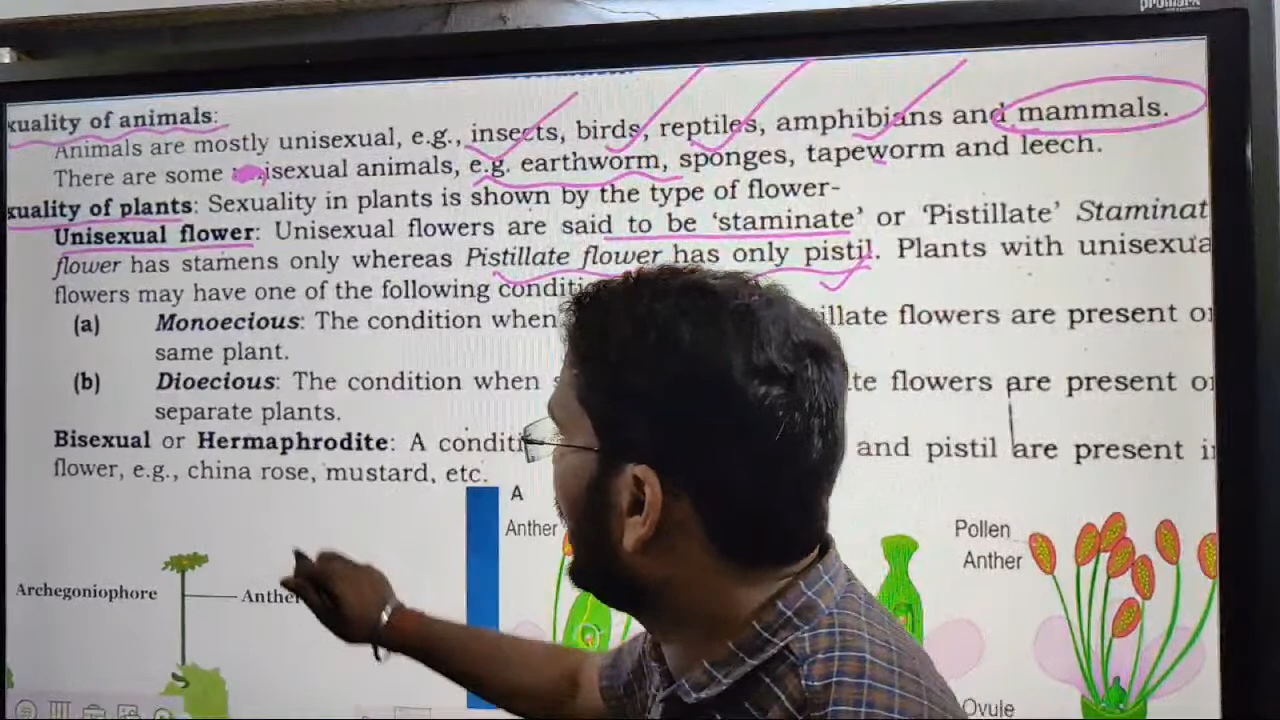 xuality of animals:
Animals are mostly unisexual, e.g., insects, birds, reptiles, amphibians and mammals.
There are some isexual animals, e.g. earthworm, sponges, tapeworm and leech.
xuality of plants: Sexuality in plants is shown by the type of flower-
Unisexual flower: Unisexual flowers are said to be ‘staminate’ or ‘Pistillate’ Staminat
flower has stamens only whereas Pistillate flower has only pistil. Plants with unisexua
flowers may have one of the following conditi
(a) Monoecious: The condition when illate flowers are present o
same plant.
(b) Dioecious: The condition when te flowers are present o
separate plants.
Bisexual or Hermaphrodite: A conditi and pistil are present i
flower, e.g., china rose, mustard, etc.
A
Anther
Pollen
Anther
Archegoniophore
Anther
Ovule